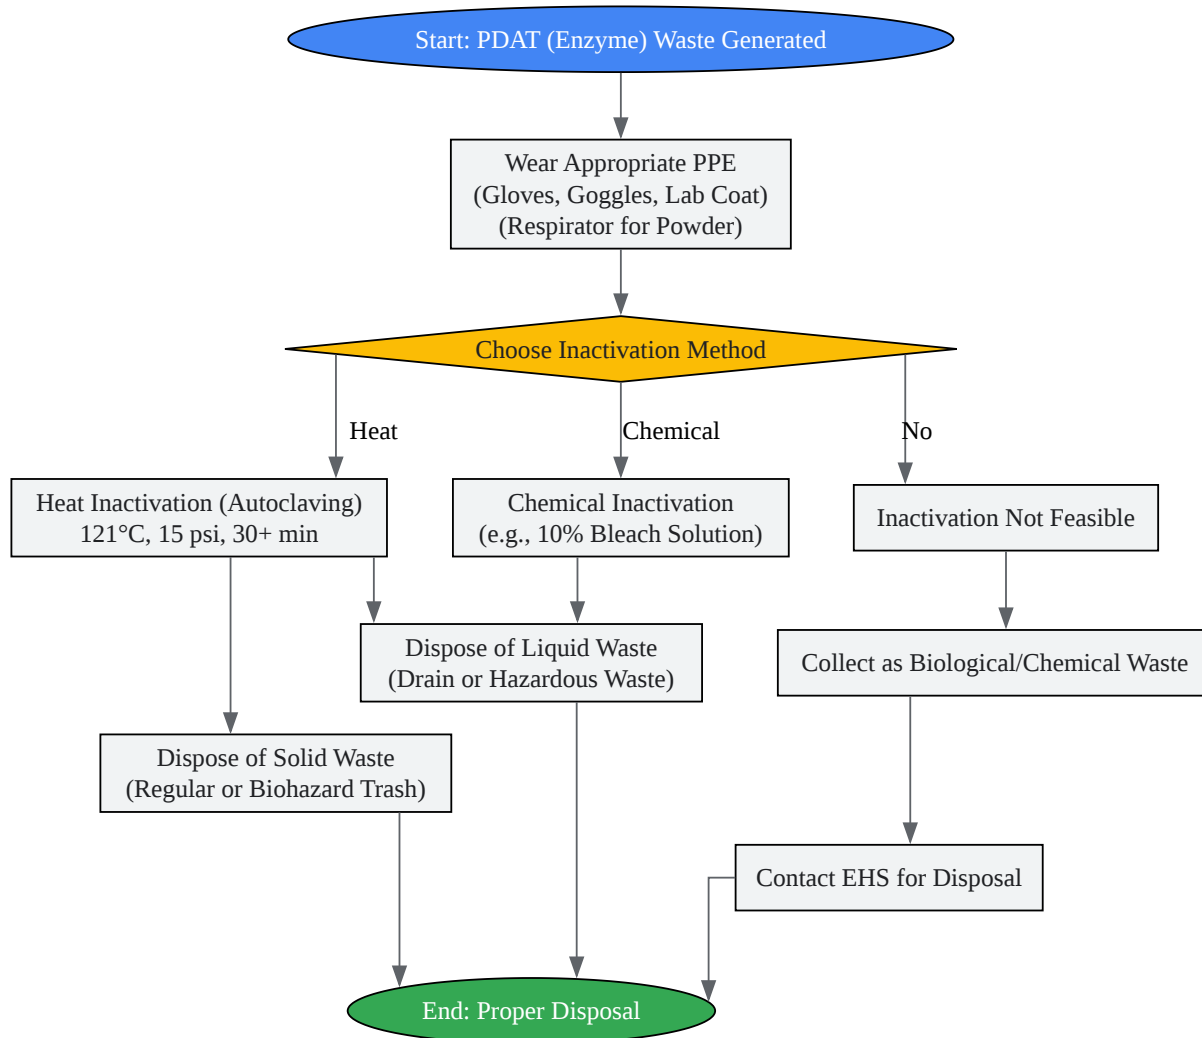 Start: PDAT (Enzyme) Waste Generated
Wear Appropriate PPE
(Gloves, Goggles, Lab Coat)
(Respirator for Powder)
Choose Inactivation Method
Heat
Chemical
No
Heat Inactivation (Autoclaving)
121°C, 15 psi, 30+ min
Chemical Inactivation
(e.g., 10% Bleach Solution)
Inactivation Not Feasible
Dispose of Liquid Waste
(Drain or Hazardous Waste)
Collect as Biological/Chemical Waste
Dispose of Solid Waste
(Regular or Biohazard Trash)
Contact EHS for Disposal
End: Proper Disposal